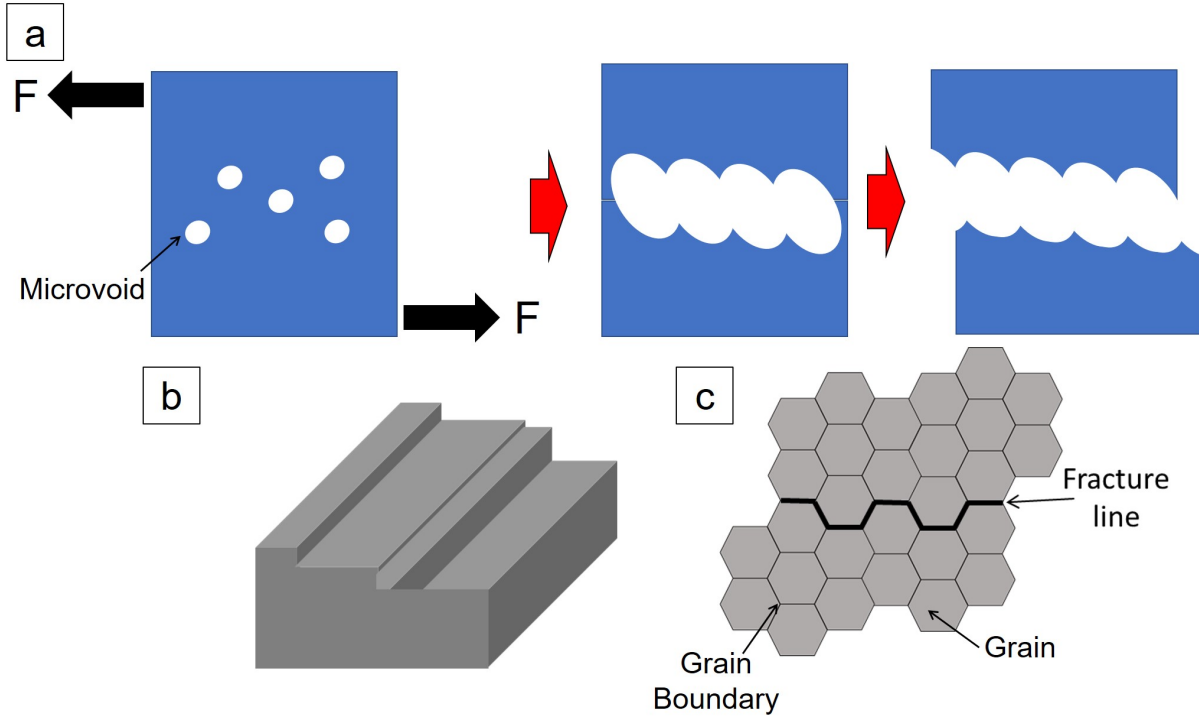 a
F
Microvoid
F
b
c
Fracture
line
Grain
Boundary
Grain